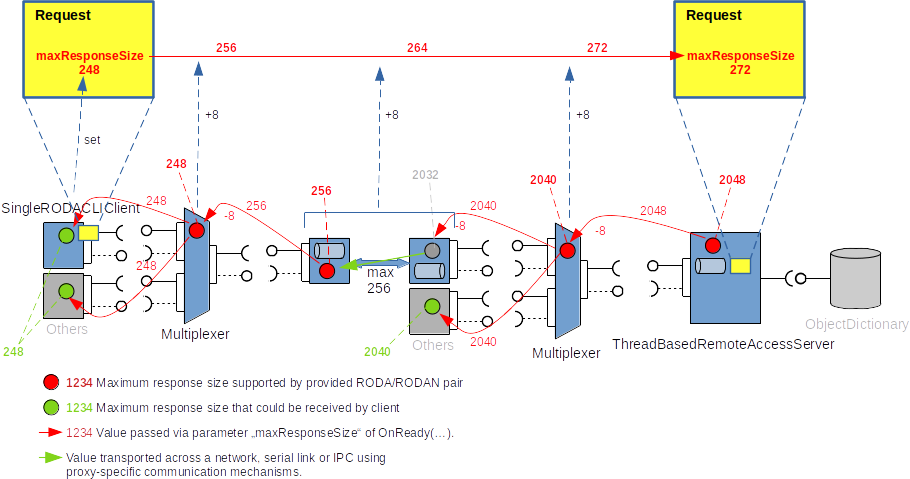 Request
maxResponseSize
248
256
264
272
Request
maxResponseSize
272
+8
+8
+8
set
248
2032
2040
2048
256
SingleRODACLIClient
248
-8
256
2040
-8
2048
-8
248
max
256
Others
Multiplexer
248
2040
Others
2040
Multiplexer
ThreadBasedRemoteAccessServer
ObjectDictionary
1234 Maximum response size supported by provided RODA/RODAN pair
1234 Maximum response size that could be received by client
1234 Value passed via parameter „maxResponseSize“ of OnReady(…).
Value transported across a network, serial link or IPC using
proxy-specific communication mechanisms.